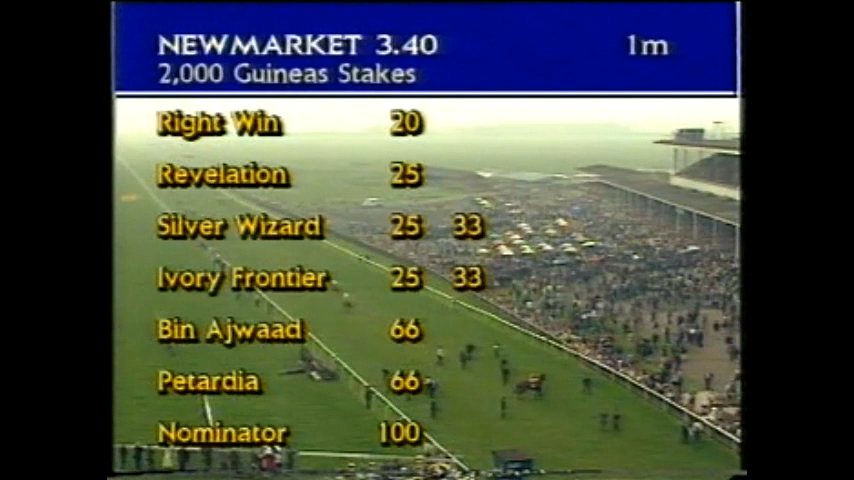 NEWMARKET 3.40 1m
2,000 Guineas Stakes
Right Win 20
Revelation 25
Silver Wizard 25 33
Ivory Frontier 25 33
Bin Ajwaad 66
Petardia 66
Nominator 100